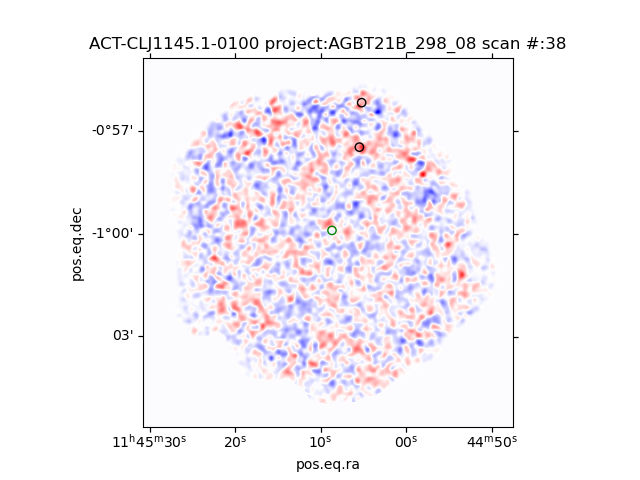 ACT-CLJ1145.1-0100 project:AGBT21B_298_08 scan #:38
-0°57'
-1°00'
03'
pos.eq.dec
11ʰ45ᵐ30ˢ 20ˢ 10ˢ 00ˢ 44ᵐ50ˢ
pos.eq.ra